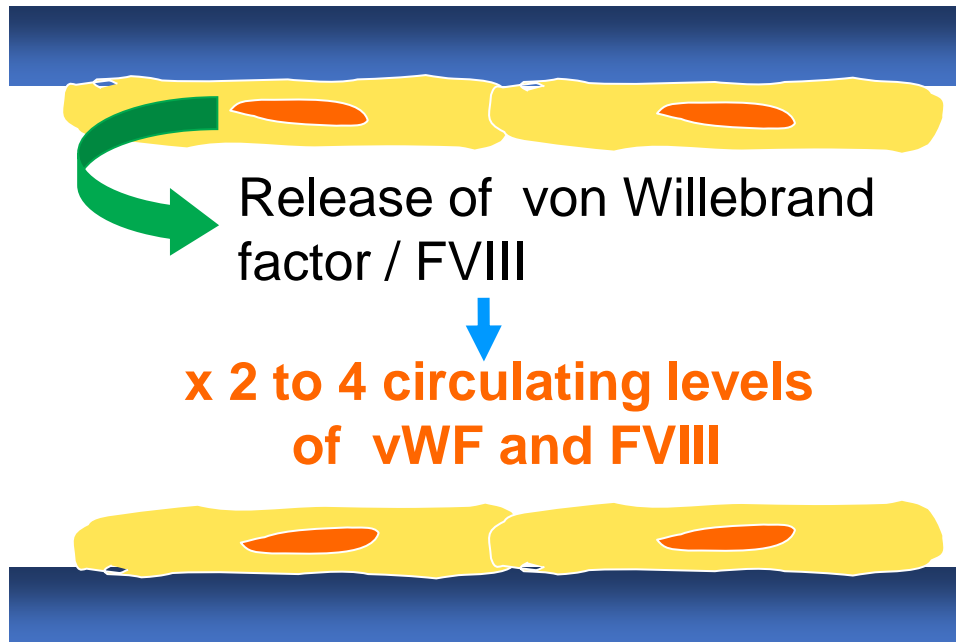 Release of  von Willebrand
factor / FVIII
x 2 to 4 circulating levels
of  vWF and FVIII